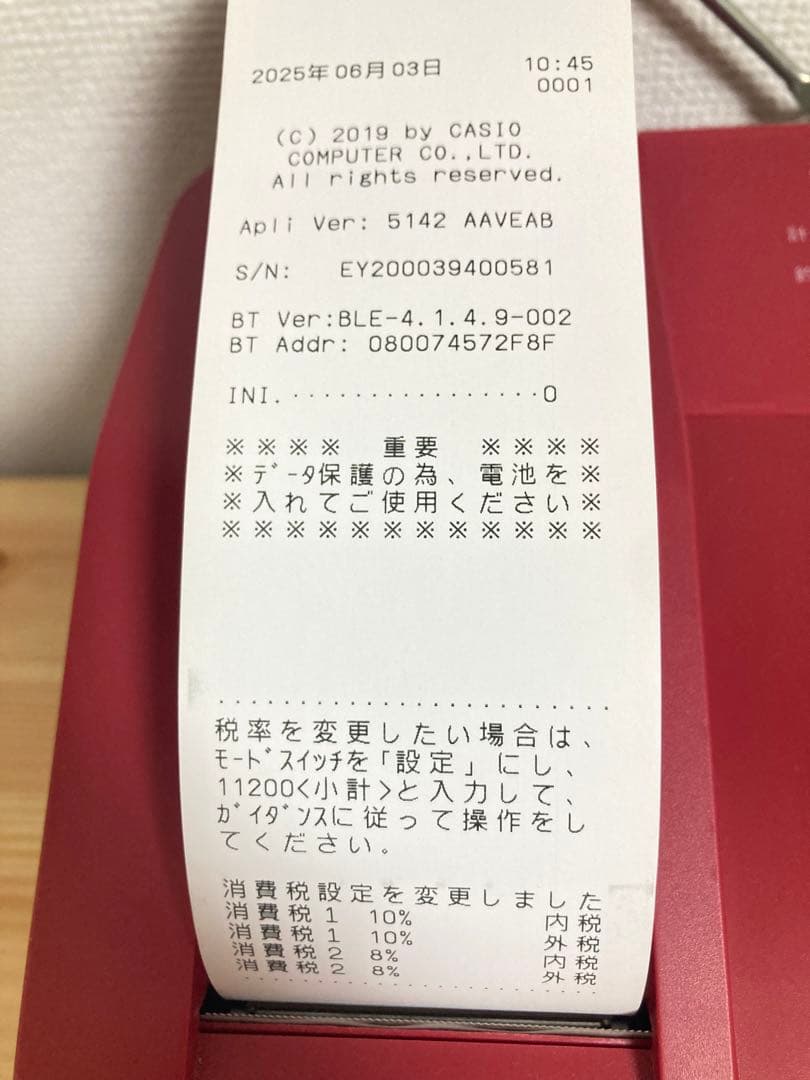 2025年06月03日 10:45
0001
(C) 2019 by CASIO
COMPUTER CO.,LTD.
All rights reserved.
Apli Ver: 5142 AAVEAB
S/N: EY200039400581
BT Ver:BLE-4.1.4.9-002
BT Addr: 080074572F8F
INI.················0
※※※※ 重要 ※※※※
※ﾃﾞｰﾀ保護の為、電池を※
※入れてご使用ください※
※※※※※※※※※※※※
························
税率を変更したい場合は、
ﾓｰﾄﾞｽｲｯﾁを「設定」にし、
11200<小計>と入力して、
ｶﾞｲﾀﾞﾝｽに従って操作をし
てください。
消費税設定を変更しました
消費税1 10% 内税
消費税1 10% 外税
消費税2 8% 内税
消費税2 8% 外税
························